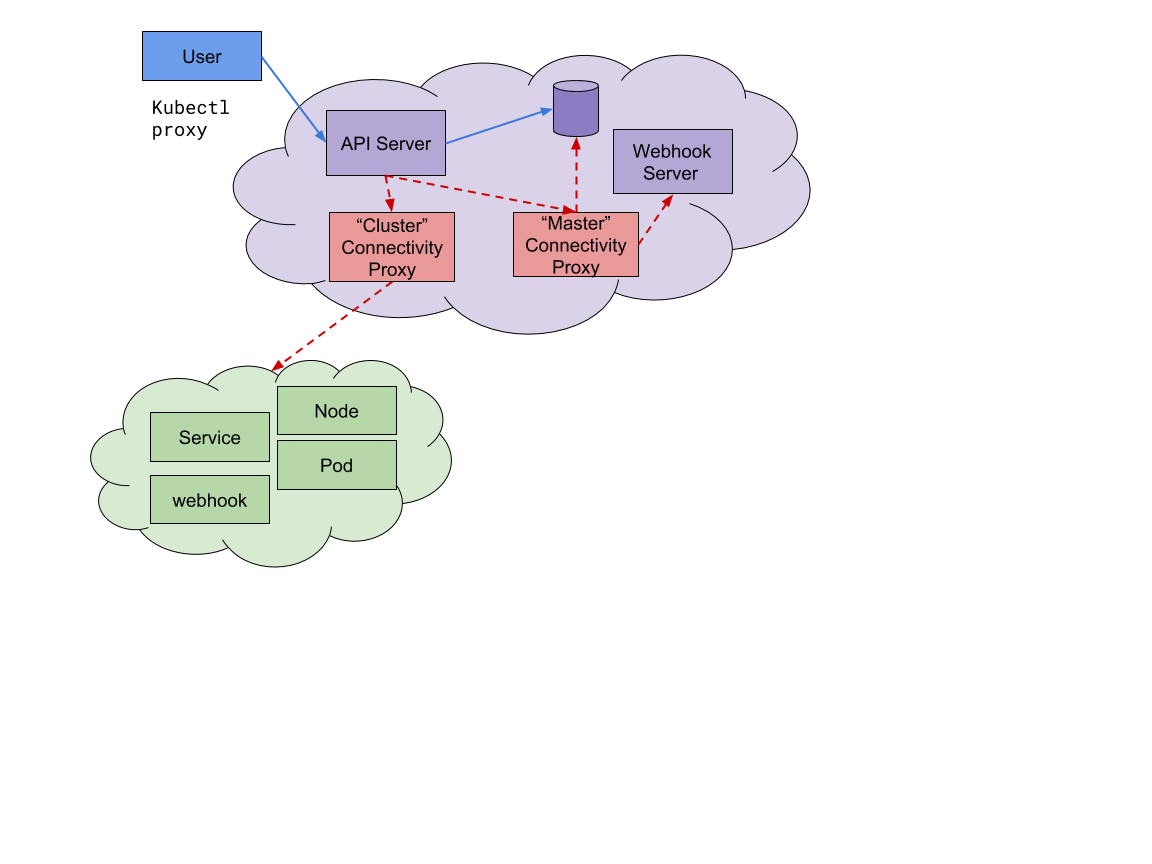 User
Kubectl
proxy
API Server
Webhook
Server
“Cluster”
Connectivity
Proxy
“Master”
Connectivity
Proxy
Node
Service
Pod
webhook